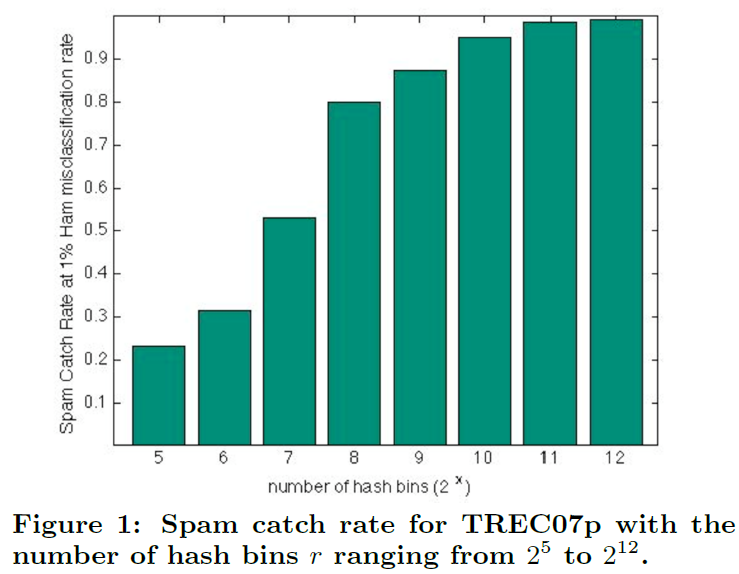 Spam Catch Rate at 1% Ham misclassification rate
0.9
0.8
0.7
0.6
0.5
0.4
0.3
0.2
0.1
5 6 7 8 9 10 11 12
number of hash bins (2 ˣ)
Figure 1: Spam catch rate for TREC07p with the
number of hash bins r ranging from 2⁵ to 2¹².